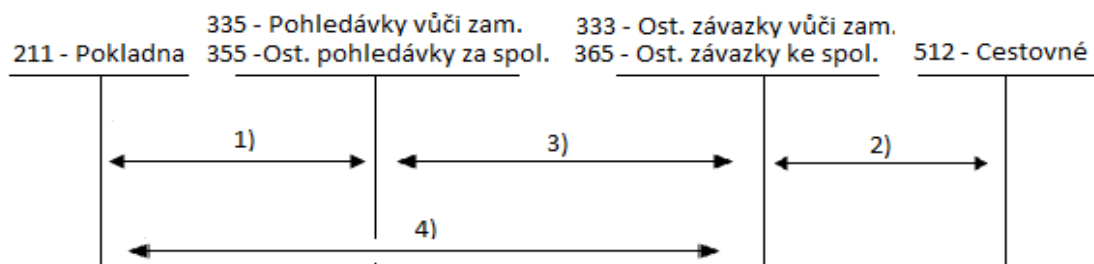 335 - Pohledávky vůči zam.
333 - Ost. závazky vůči zam.
211 - Pokladna
355 -Ost. pohledávky za spol.
365 - Ost. závazky ke spol.
512 - Cestovné
1)
3)
2)
4)